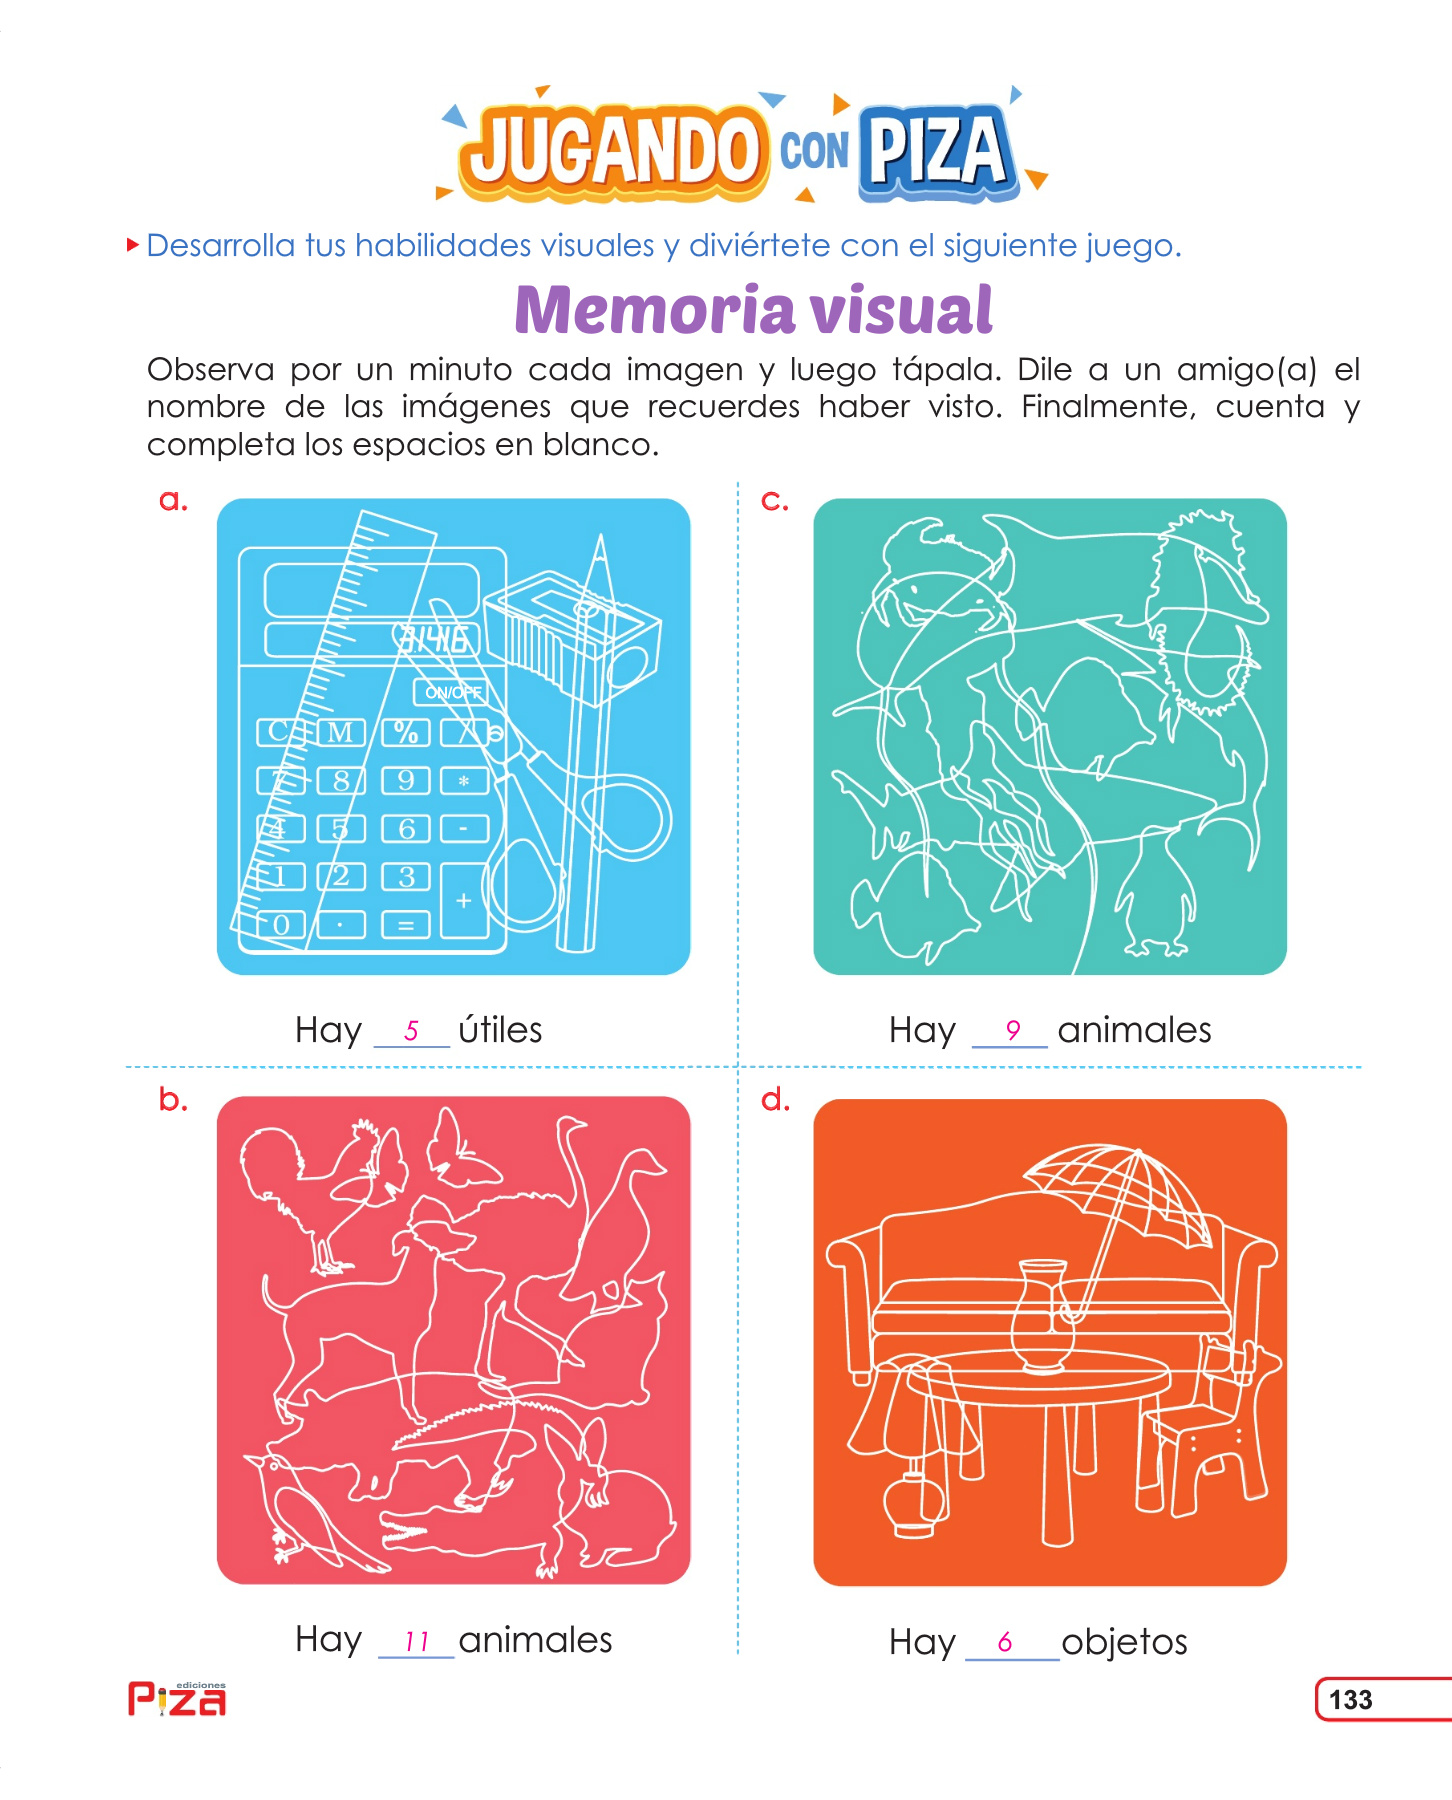 JUGANDO CON PIZA
Desarrolla tus habilidades visuales y diviértete con el siguiente juego.
Memoria visual
Observa por un minuto cada imagen y luego tápala. Dile a un amigo(a) el
nombre de las imágenes que recuerdes haber visto. Finalmente, cuenta y
completa los espacios en blanco.
a.
3.1416
ON/OFF
C M % /
7 8 9 *
4 5 6 -
1 2 3
+
0 . =
Hay 5 útiles
c.
Hay 9 animales
b.
Hay 11 animales
d.
Hay 6 objetos
ediciones
Piza
133